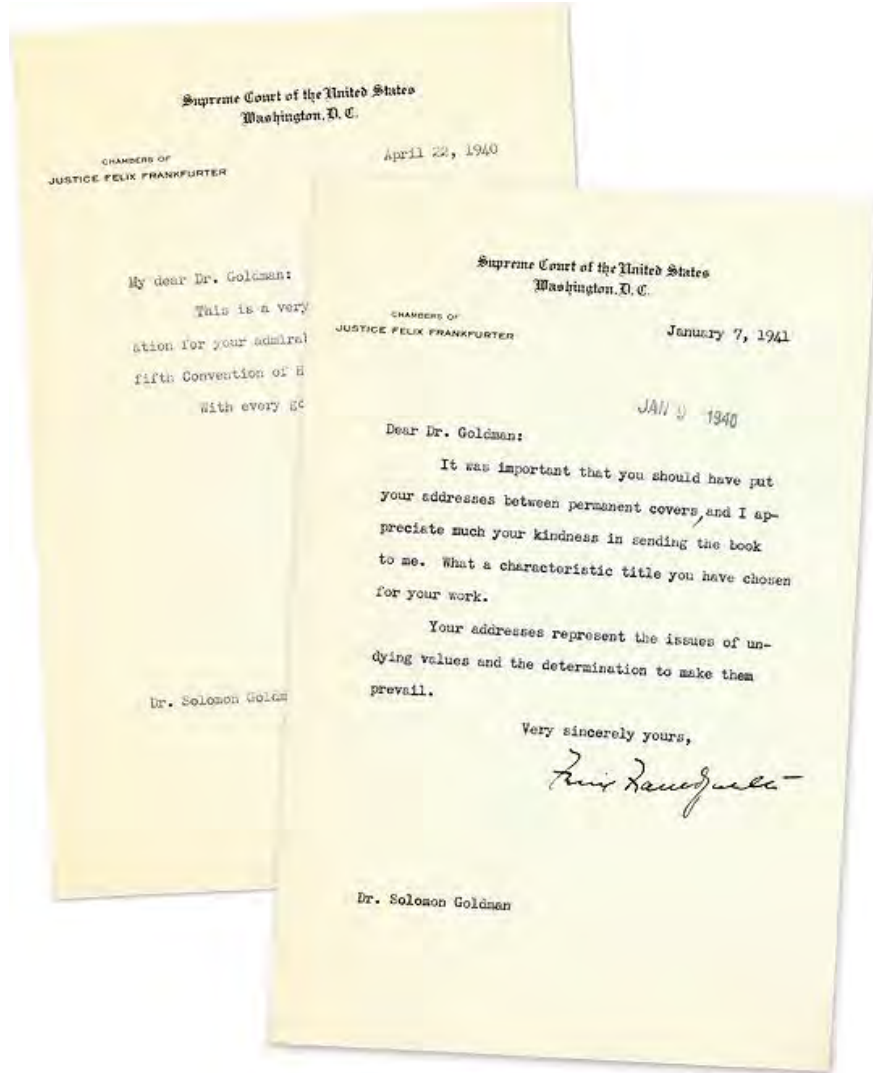 Supreme Court of the United States
Washington, D. C.
CHAMBERS OF
JUSTICE FELIX FRANKFURTER
April 22, 1940
My dear Dr. Goldman:
This is a very
ation for your admiral
fifth Convention of H
With every go
Dr. Solomon Goldm
Supreme Court of the United States
Washington, D. C.
CHAMBERS OF
JUSTICE FELIX FRANKFURTER
January 7, 1941
JAN 9 1940
Dear Dr. Goldman:
It was important that you should have put
your addresses between permanent covers, and I ap-
preciate much your kindness in sending the book
to me. What a characteristic title you have chosen
for your work.
Your addresses represent the issues of un-
dying values and the determination to make them
prevail.
Very sincerely yours,
Felix Frankfurter
Dr. Solomon Goldman